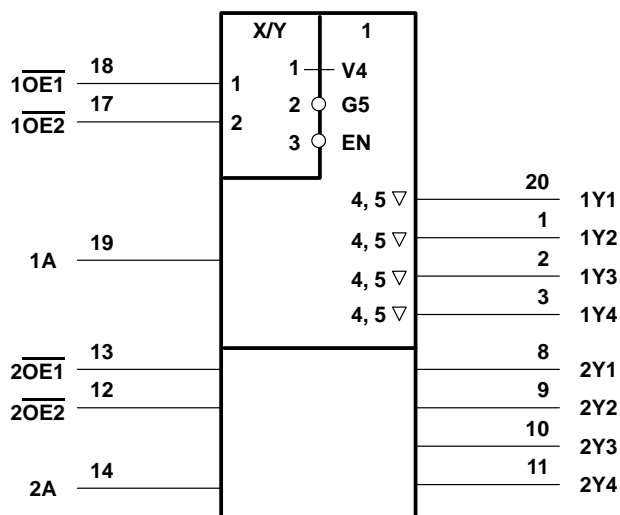 X/Y 1
18 1 V4
1OE1 1
17 2 G5
1OE2 2
3 EN
4, 5 ▽ 20 1Y1
4, 5 ▽ 1 1Y2
1A 19
4, 5 ▽ 2 1Y3
4, 5 ▽ 3 1Y4
2OE1 13 8 2Y1
2OE2 12 9 2Y2
10 2Y3
2A 14 11 2Y4